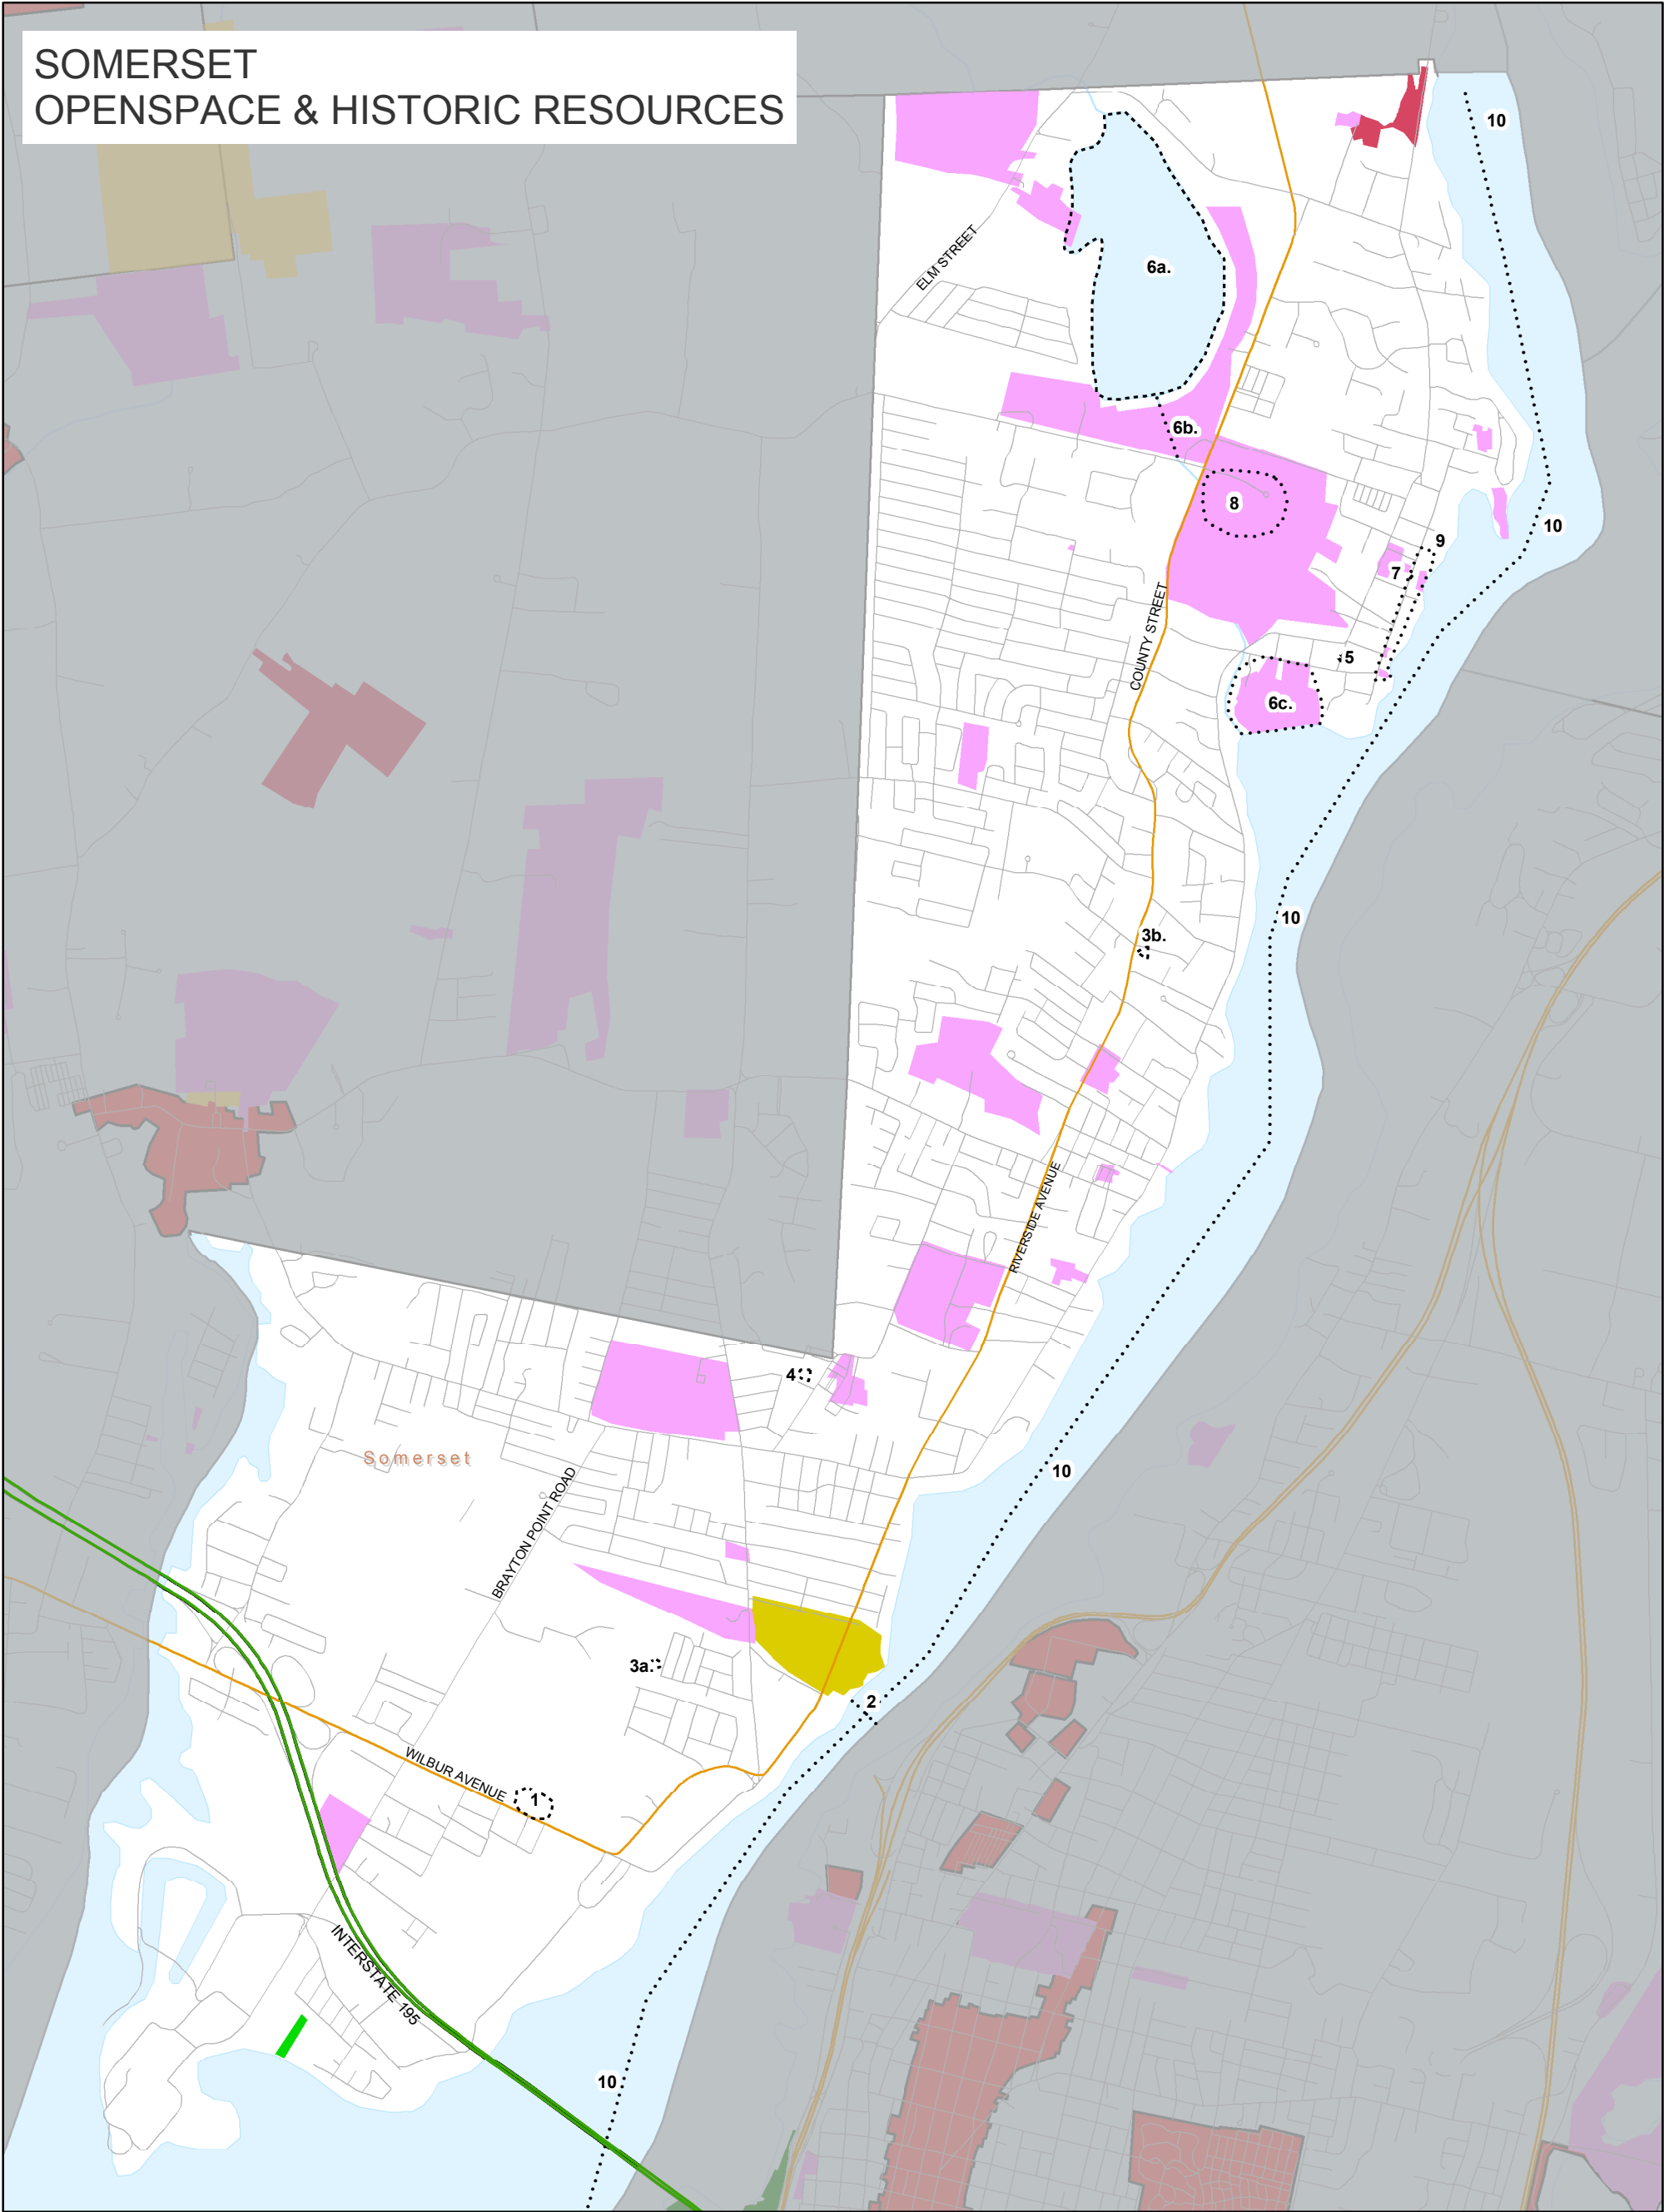 SOMERSET
OPENSPACE & HISTORIC RESOURCES
10
6a.
ELM STREET
6b.
8
10
9
7
COUNTY STREET
5
6c.
10
3b.
RIVERSIDE AVENUE
4
Somerset
10
BRAYTON POINT ROAD
3a.
2
WILBUR AVENUE
1
INTERSTATE 195
10